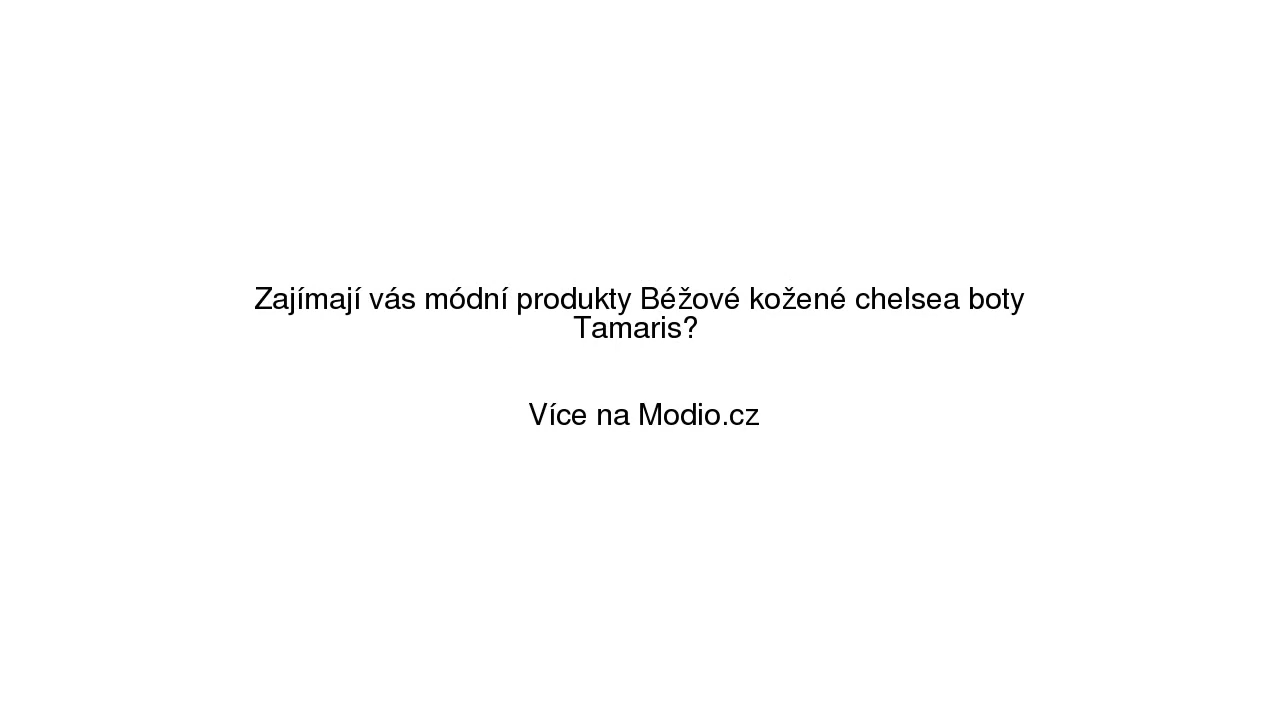 Zajímají vás módní produkty Béžové kožené chelsea boty
Tamaris?
Více na Modio.cz